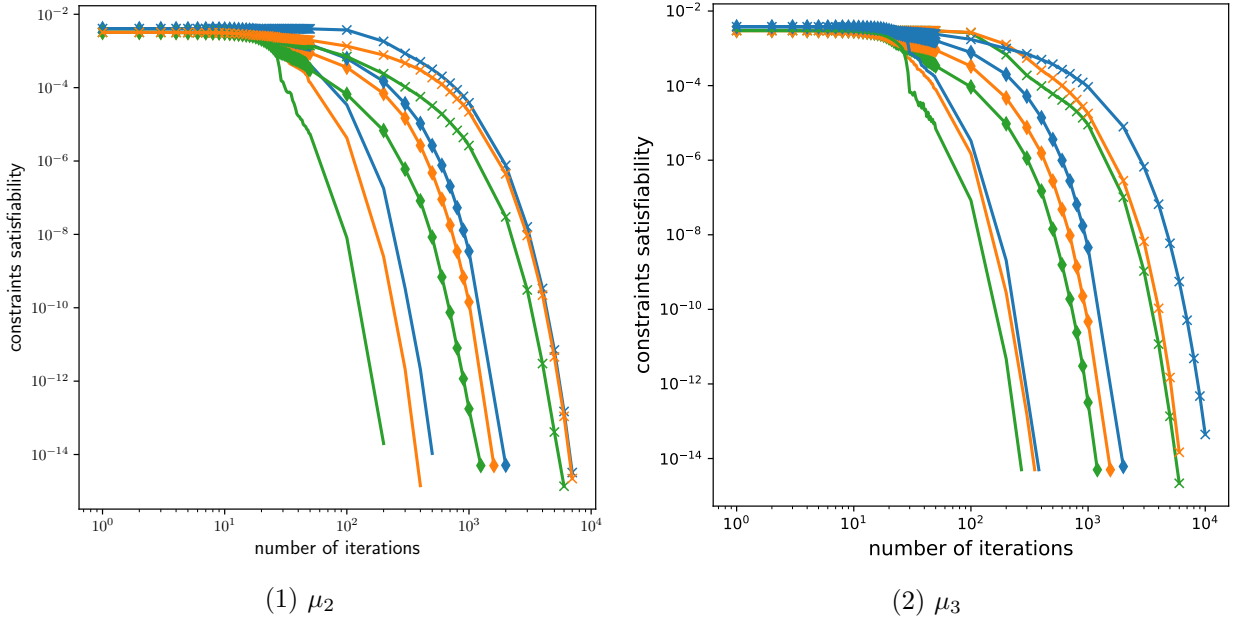 constraints satisfiability
10^{-2}
10^{-4}
10^{-6}
10^{-8}
10^{-10}
10^{-12}
10^{-14}
10^0 10^1 10^2 10^3 10^4
number of iterations
(1) μ_2
constraints satisfiability
10^{-2}
10^{-4}
10^{-6}
10^{-8}
10^{-10}
10^{-12}
10^{-14}
10^0 10^1 10^2 10^3 10^4
number of iterations
(2) μ_3